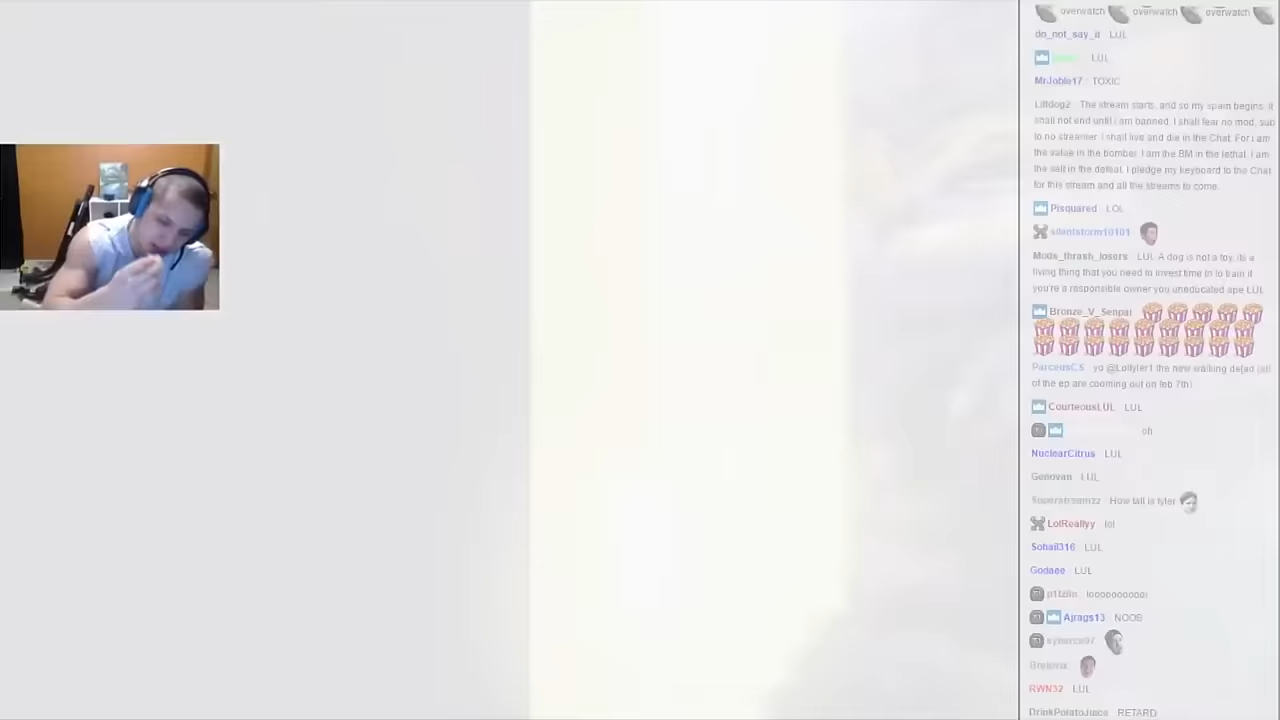 overwatch overwatch overwatch
do_not_say_it LUL
LUL
MrJoble17 TOXIC
Liltdog2 The stream starts, and so my spam begins. It
shall not end until i am banned. I shall fear no mod, sub
to no streamer. I shall live and die in the Chat. For i am
the value in the bomber. I am the BM in the lethal. I am
the salt in the defeat. I pledge my keyboard to the Chat
for this stream and all the streams to come.
Pisquared LOL
silentstorm10101
Mods_thrash_losers LUL A dog is not a toy, its a
living thing that you need to invest time in to train it
you're a responsible owner you uneducated ape LUL
Bronze_V_Senpai
ParceusCS yo @Loltyler1 the new walking dead (all
of the ep are cooming out on feb 7th)
CourteousLUL LUL
oh
NuclearCitrus LUL
Genovan LUL
How tall is tyler
LolReallyy lol
Sohail316 LUL
Godaee LUL
looooooooool
Ajrags13 NOOB
RWN32 LUL
DrinkPotatoJuice RETARD